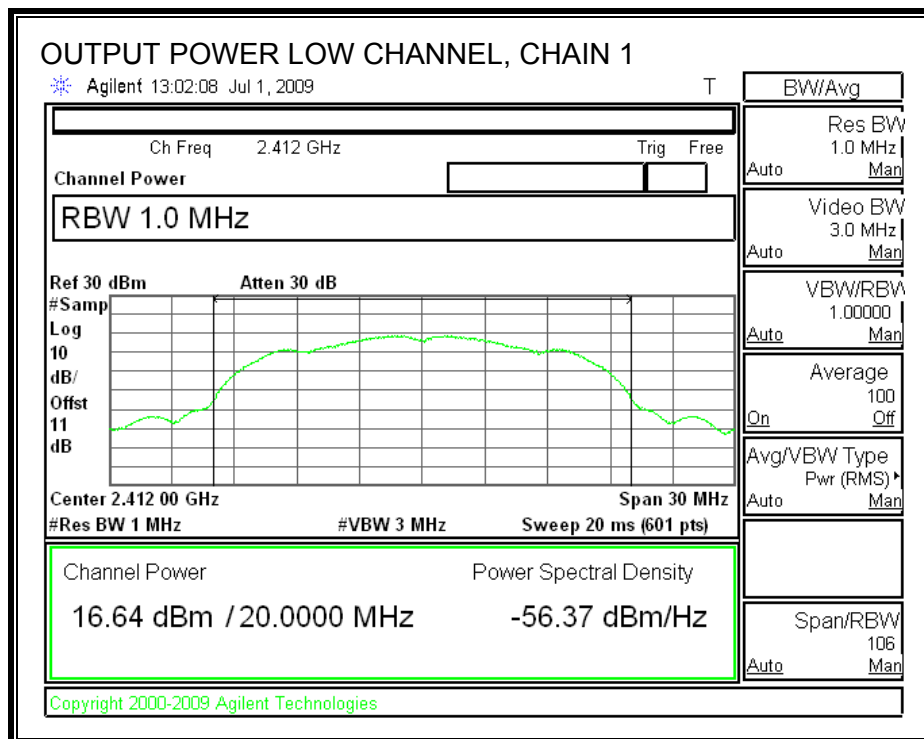 OUTPUT POWER LOW CHANNEL, CHAIN 1
Agilent 13:02:08 Jul 1, 2009 T
Ch Freq 2.412 GHz Trig Free
Channel Power
RBW 1.0 MHz
Ref 30 dBm Atten 30 dB
#Samp
Log
10
dB/
Offst
11
dB
Center 2.412 00 GHz Span 30 MHz
#Res BW 1 MHz #VBW 3 MHz Sweep 20 ms (601 pts)
Channel Power Power Spectral Density
16.64 dBm / 20.0000 MHz -56.37 dBm/Hz
Copyright 2000-2009 Agilent Technologies
BW/Avg
Res BW
1.0 MHz
Auto Man
Video BW
3.0 MHz
Auto Man
VBW/RBW
1.00000
Auto Man
Average
100
On Off
Avg/VBW Type
Pwr (RMS)
Auto Man
Span/RBW
106
Auto Man